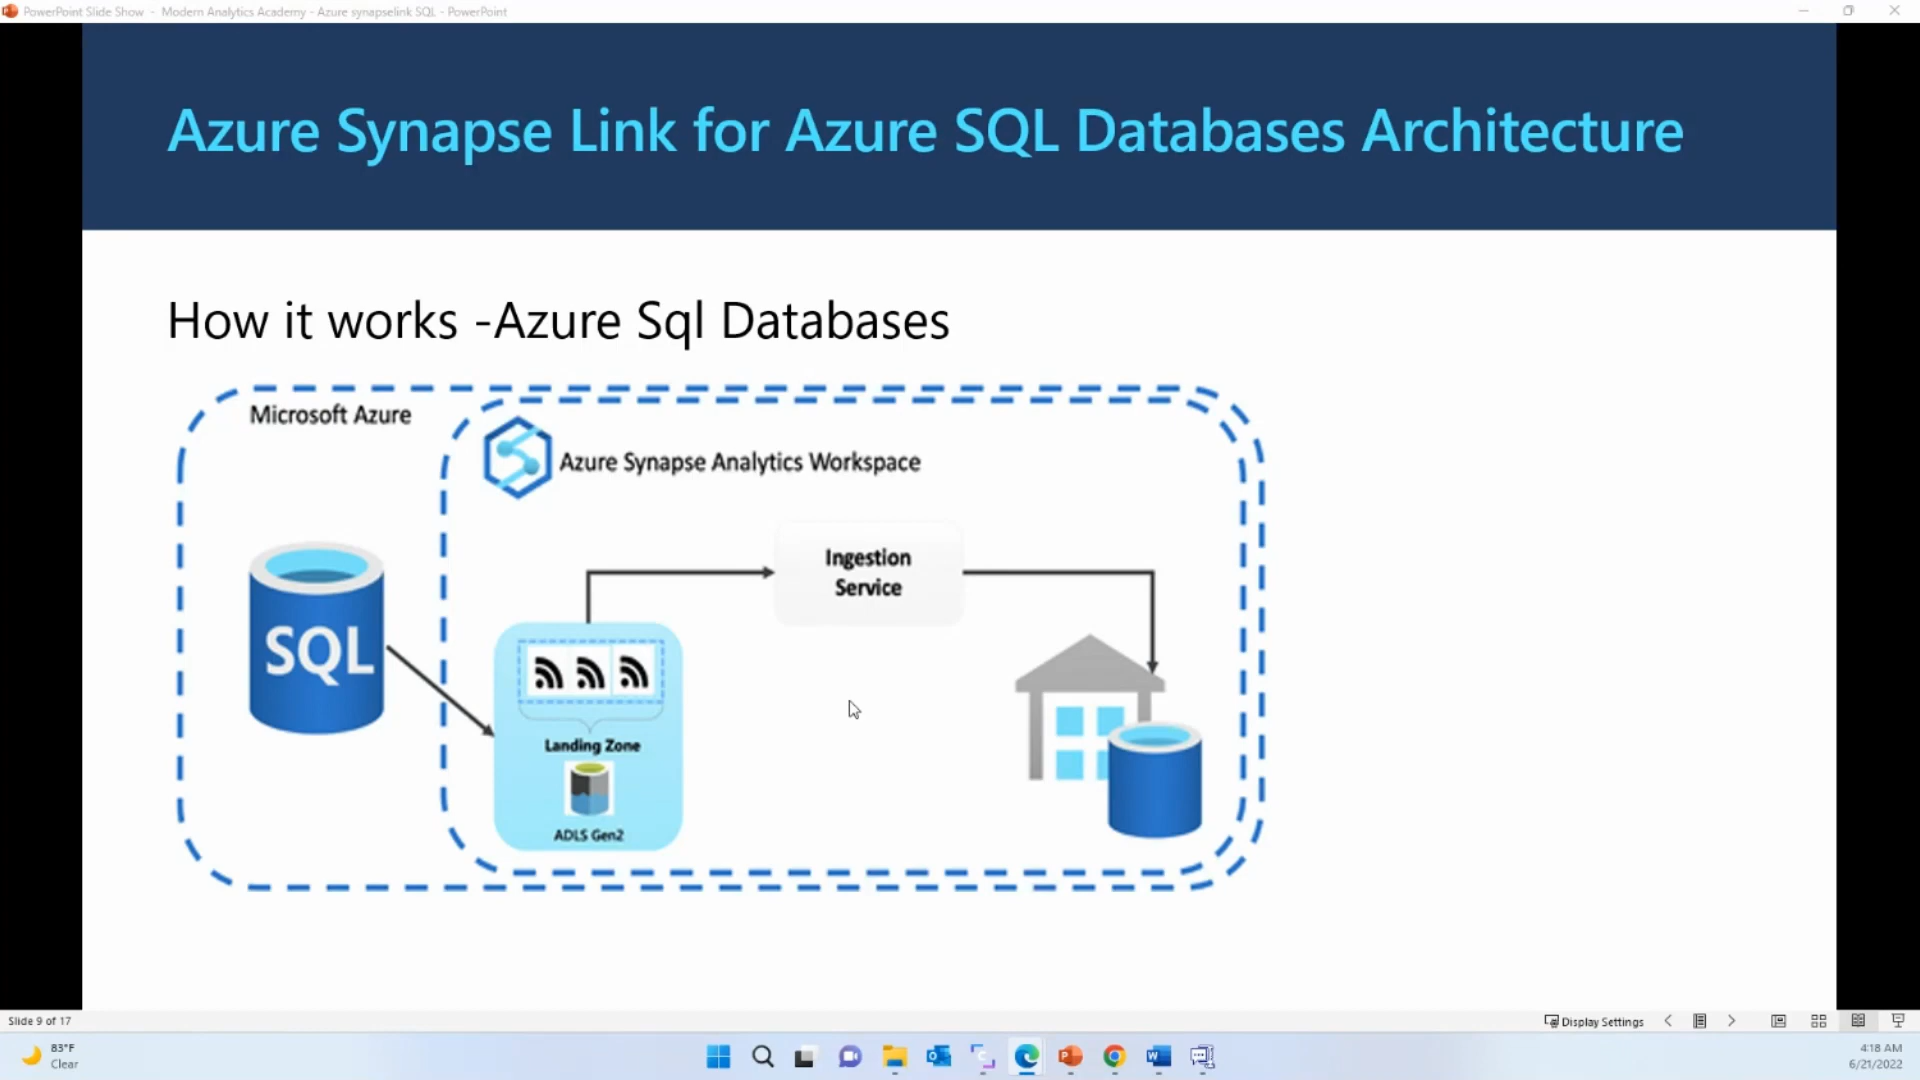 PowerPoint Slide Show - Modern Analytics Academy - Azure synapselink SQL - PowerPoint
Azure Synapse Link for Azure SQL Databases Architecture
How it works -Azure Sql Databases
Microsoft Azure
Azure Synapse Analytics Workspace
Ingestion
Service
SQL
Landing Zone
ADLS Gen2
Slide 9 of 17
Display Settings
83°F
Clear
4:18 AM
6/21/2022